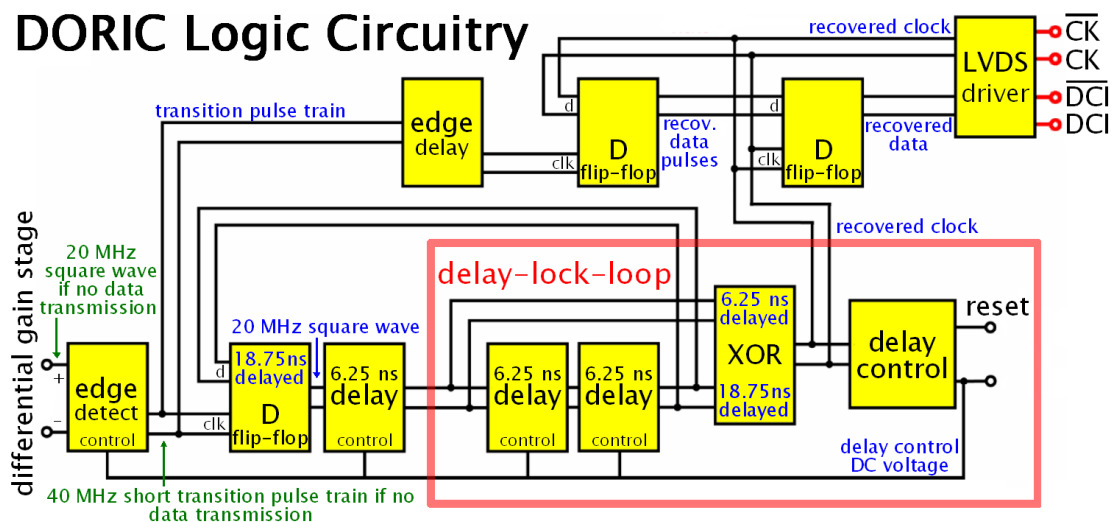 DORIC Logic Circuitry
recovered clock
CK
CK
DCI
DCI
LVDS
driver
transition pulse train
edge
delay
d
clk
D
flip-flop
recov.
data
pulses
d
clk
D
flip-flop
recovered
data
recovered clock
differential gain stage
20 MHz
square wave
if no data
transmission
delay-lock-loop
20 MHz square wave
+
−
edge
detect
control
18.75ns
delayed
d
clk
D
flip-flop
6.25 ns
delay
control
6.25 ns
delay
control
6.25 ns
delay
control
6.25 ns
delayed
XOR
18.75ns
delayed
delay
control
reset
delay control
DC voltage
40 MHz short transition pulse train if no
data transmission